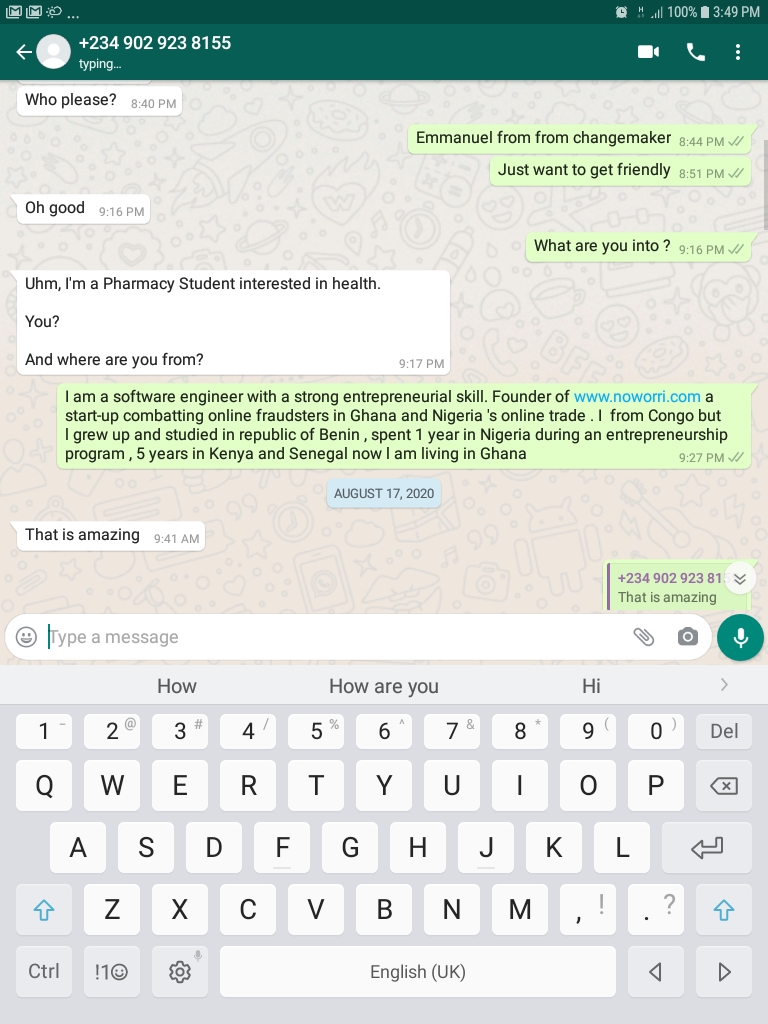 100% 3:49 PM
+234 902 923 8155
typing...
Who please? 8:40 PM
Emmanuel from from changemaker 8:44 PM
Just want to get friendly 8:51 PM
Oh good 9:16 PM
What are you into ? 9:16 PM
Uhm, I'm a Pharmacy Student interested in health.
You?
And where are you from? 9:17 PM
I am a software engineer with a strong entrepreneurial skill. Founder of www.noworri.com a
start-up combatting online fraudsters in Ghana and Nigeria 's online trade . I from Congo but
I grew up and studied in republic of Benin , spent 1 year in Nigeria during an entrepreneurship
program , 5 years in Kenya and Senegal now I am living in Ghana 9:27 PM
AUGUST 17, 2020
That is amazing 9:41 AM
+234 902 923 81
That is amazing
Type a message
How How are you Hi
1 - 2 @ 3 # 4 / 5 % 6 ^ 7 & 8 * 9 ( 0 ) Del
Q W E R T Y U I O P
A S D F G H J K L
Z X C V B N M , ! . ?
Ctrl !1☺ English (UK)